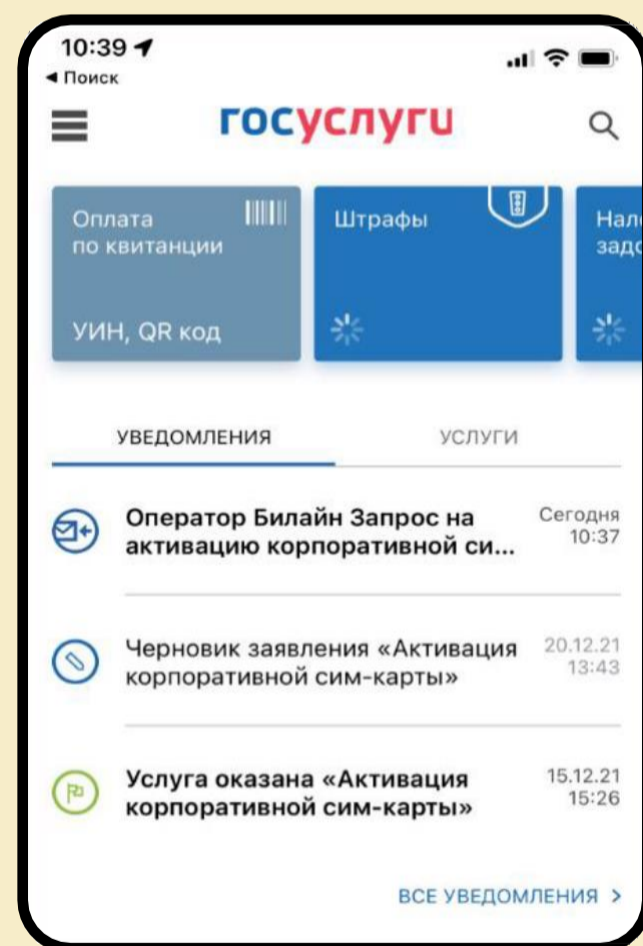 10:39
◀ Поиск
госуслуги
Оплата
по квитанции
УИН, QR код
Штрафы
УВЕДОМЛЕНИЯ
УСЛУГИ
Оператор Билайн Запрос на
активацию корпоративной си...
Сегодня
10:37
Черновик заявления «Активация
корпоративной сим-карты»
20.12.21
13:43
Услуга оказана «Активация
корпоративной сим-карты»
15.12.21
15:26
ВСЕ УВЕДОМЛЕНИЯ >